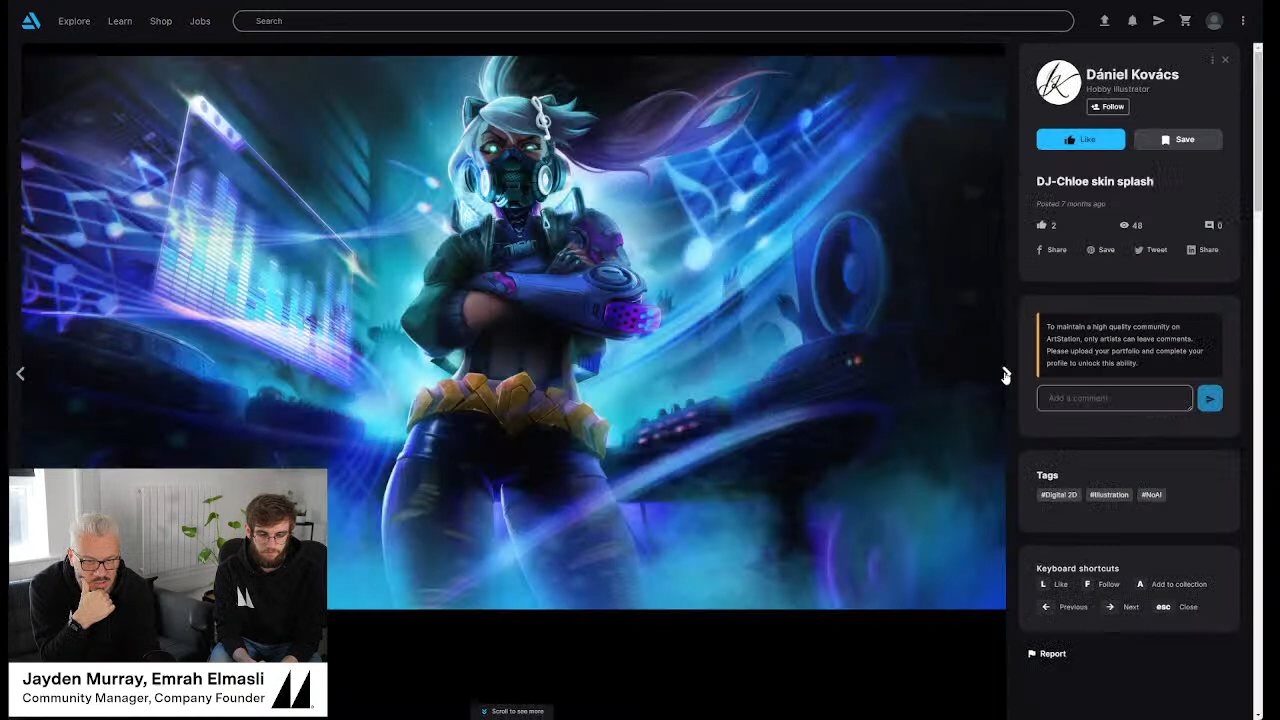 Explore Learn Shop Jobs Search
Dániel Kovács
Hobby Illustrator
Follow
Like Save
DJ-Chloe skin splash
Posted 7 months ago
2 48 0
Share Save Tweet Share
To maintain a high quality community on
ArtStation, only artists can leave comments.
Please upload your portfolio and complete your
profile to unlock this ability.
Add a comment
Tags
#Digital 2D #Illustration #NoAI
Keyboard shortcuts
L Like F Follow A Add to collection
← Previous → Next esc Close
Report
Jayden Murray, Emrah Elmasli
Community Manager, Company Founder
Scroll to see more